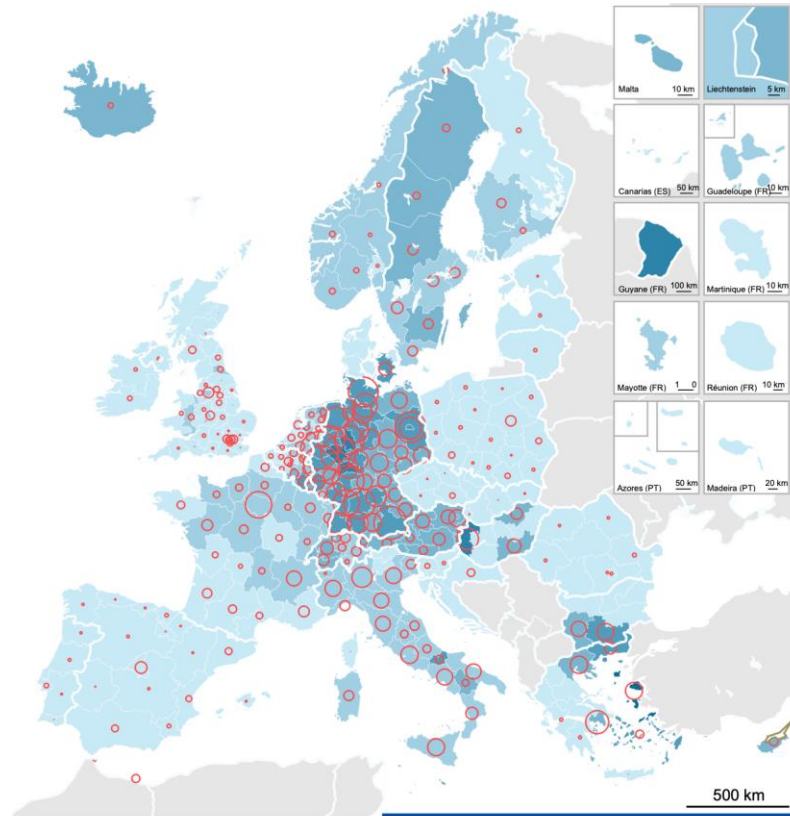 Malta 10 km
Liechtenstein 5 km
Canarias (ES) 50 km
Guadeloupe (FR) 10 km
Guyane (FR) 100 km
Martinique (FR) 10 km
Mayotte (FR) 1 0
Réunion (FR) 10 km
Azores (PT) 50 km
Madeira (PT) 20 km
500 km